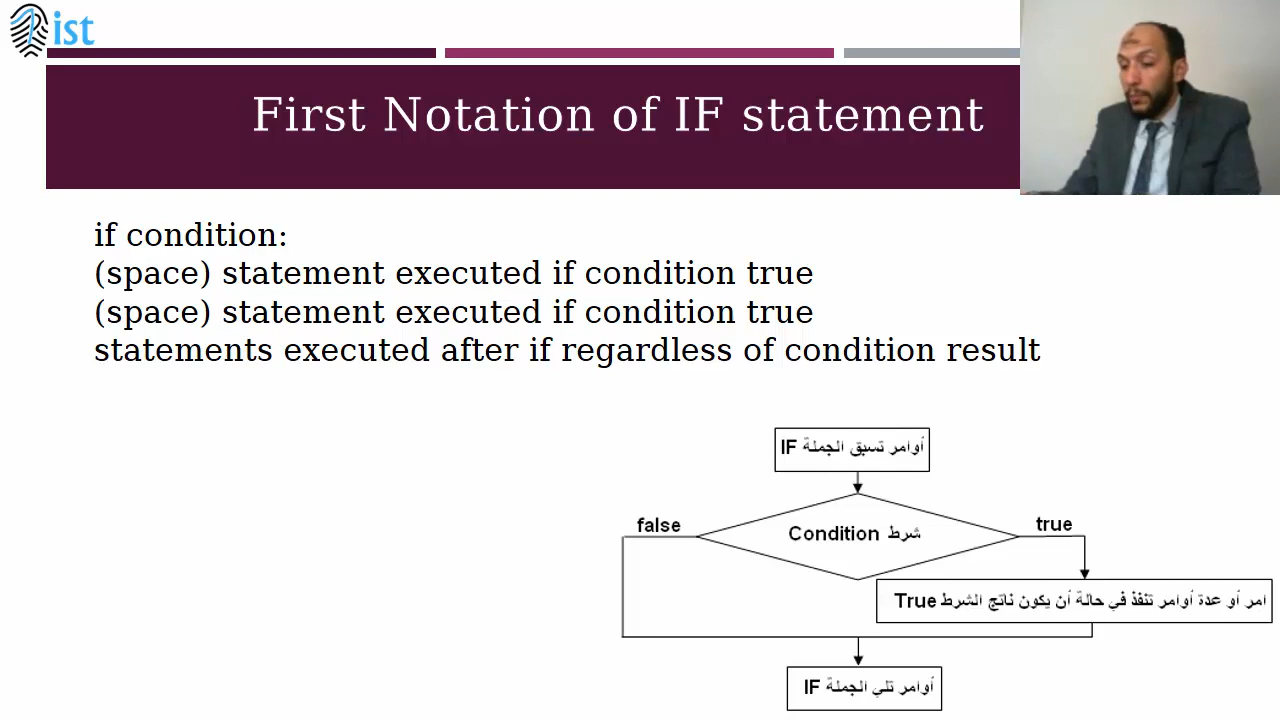 ist
First Notation of IF statement
if condition:
(space) statement executed if condition true
(space) statement executed if condition true
statements executed after if regardless of condition result
أوامر تسبق الجملة IF
false
Condition شرط
true
امر أو عدة أوامر تنفذ في حالة أن يكون ناتج الشرط True
أوامر تلي الجملة IF